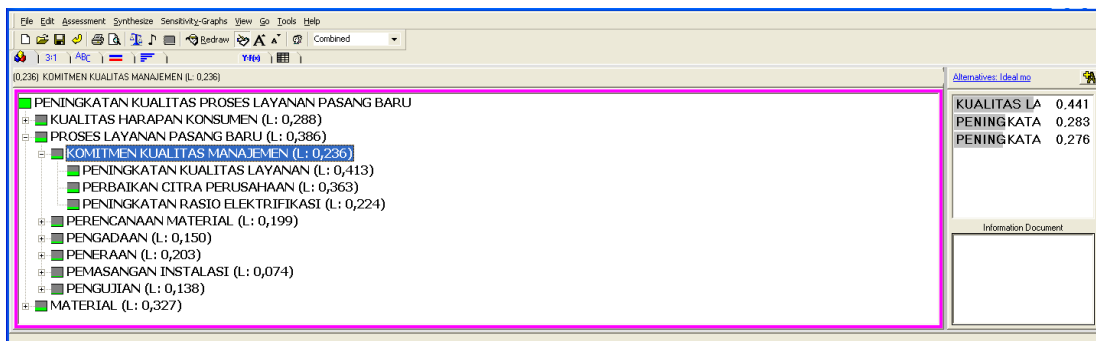 File Edit Assessment Synthesize Sensitivity-Graphs View Go Tools Help
Redraw A A Combined
3:1 ABC Y=f(x)
(0,236) KOMITMEN KUALITAS MANAJEMEN (L: 0,236)
Alternatives: Ideal mo
PENINGKATAN KUALITAS PROSES LAYANAN PASANG BARU
KUALITAS HARAPAN KONSUMEN (L: 0,288)
PROSES LAYANAN PASANG BARU (L: 0,386)
KOMITMEN KUALITAS MANAJEMEN (L: 0,236)
PENINGKATAN KUALITAS LAYANAN (L: 0,413)
PERBAIKAN CITRA PERUSAHAAN (L: 0,363)
PENINGKATAN RASIO ELEKTRIFIKASI (L: 0,224)
PERENCANAAN MATERIAL (L: 0,199)
PENGADAAN (L: 0,150)
PENERAAN (L: 0,203)
PEMASANGAN INSTALASI (L: 0,074)
PENGUJIAN (L: 0,138)
MATERIAL (L: 0,327)
KUALITAS LA 0,441
PENINGKATA 0,283
PENINGKATA 0,276
Information Document